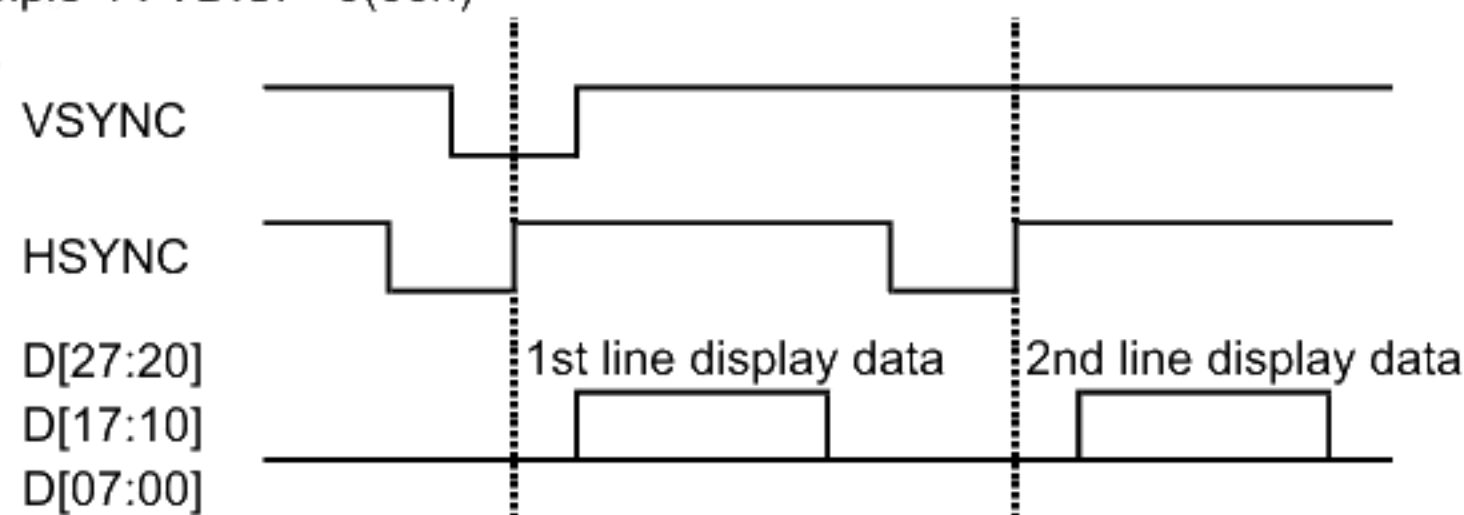 VSYNC
HSYNC
D[27:20]
1st line display data
2nd line display data
D[17:10]
D[07:00]